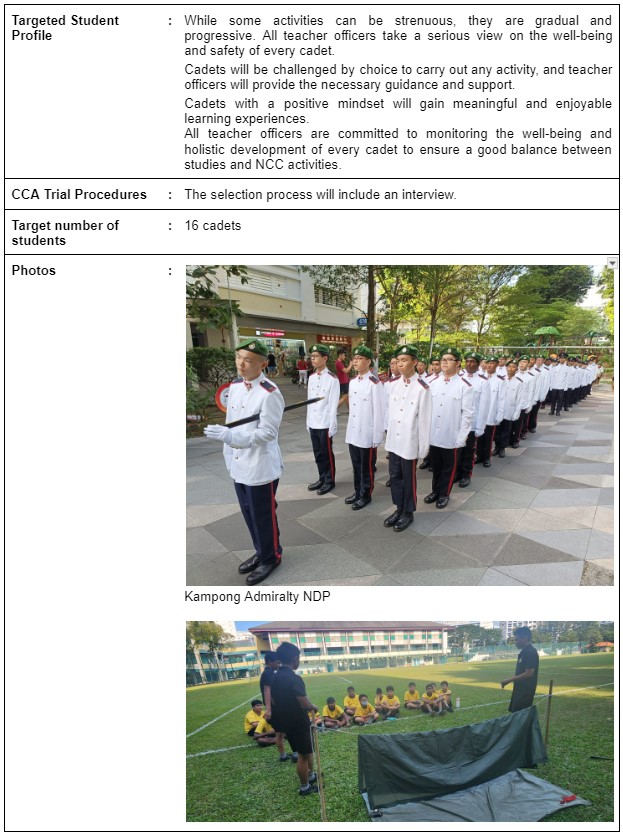 Targeted Student Profile : While some activities can be strenuous, they are gradual and
progressive. All teacher officers take a serious view on the well-being
and safety of every cadet.
Cadets will be challenged by choice to carry out any activity, and teacher
officers will provide the necessary guidance and support.
Cadets with a positive mindset will gain meaningful and enjoyable
learning experiences.
All teacher officers are committed to monitoring the well-being and
holistic development of every cadet to ensure a good balance between
studies and NCC activities.
CCA Trial Procedures : The selection process will include an interview.
Target number of students : 16 cadets
Photos :
Kampong Admiralty NDP